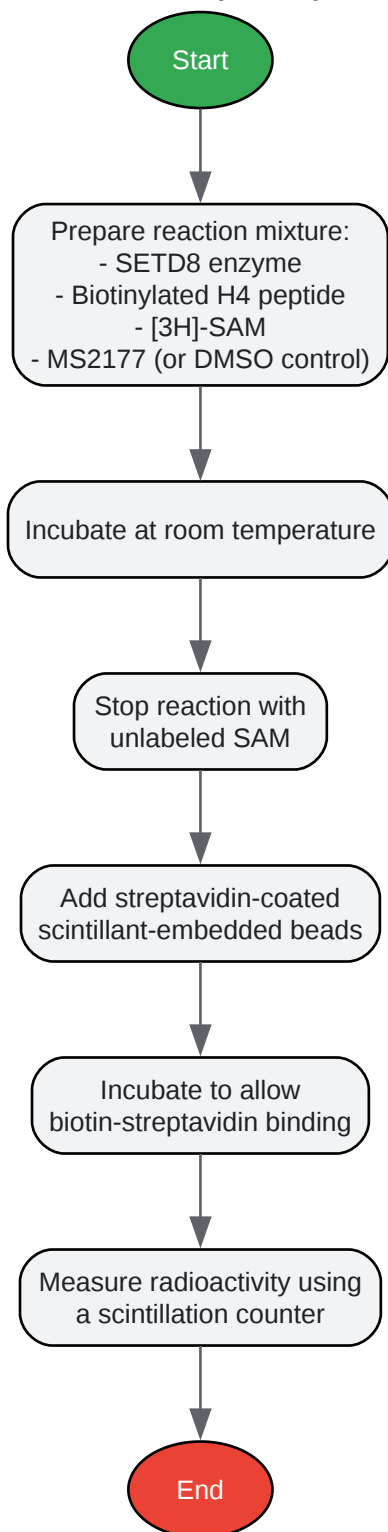 Start
Prepare reaction mixture:
- SETD8 enzyme
- Biotinylated H4 peptide
- [3H]-SAM
- MS2177 (or DMSO control)
Incubate at room temperature
Stop reaction with
unlabeled SAM
Add streptavidin-coated
scintillant-embedded beads
Incubate to allow
biotin-streptavidin binding
Measure radioactivity using
a scintillation counter
End